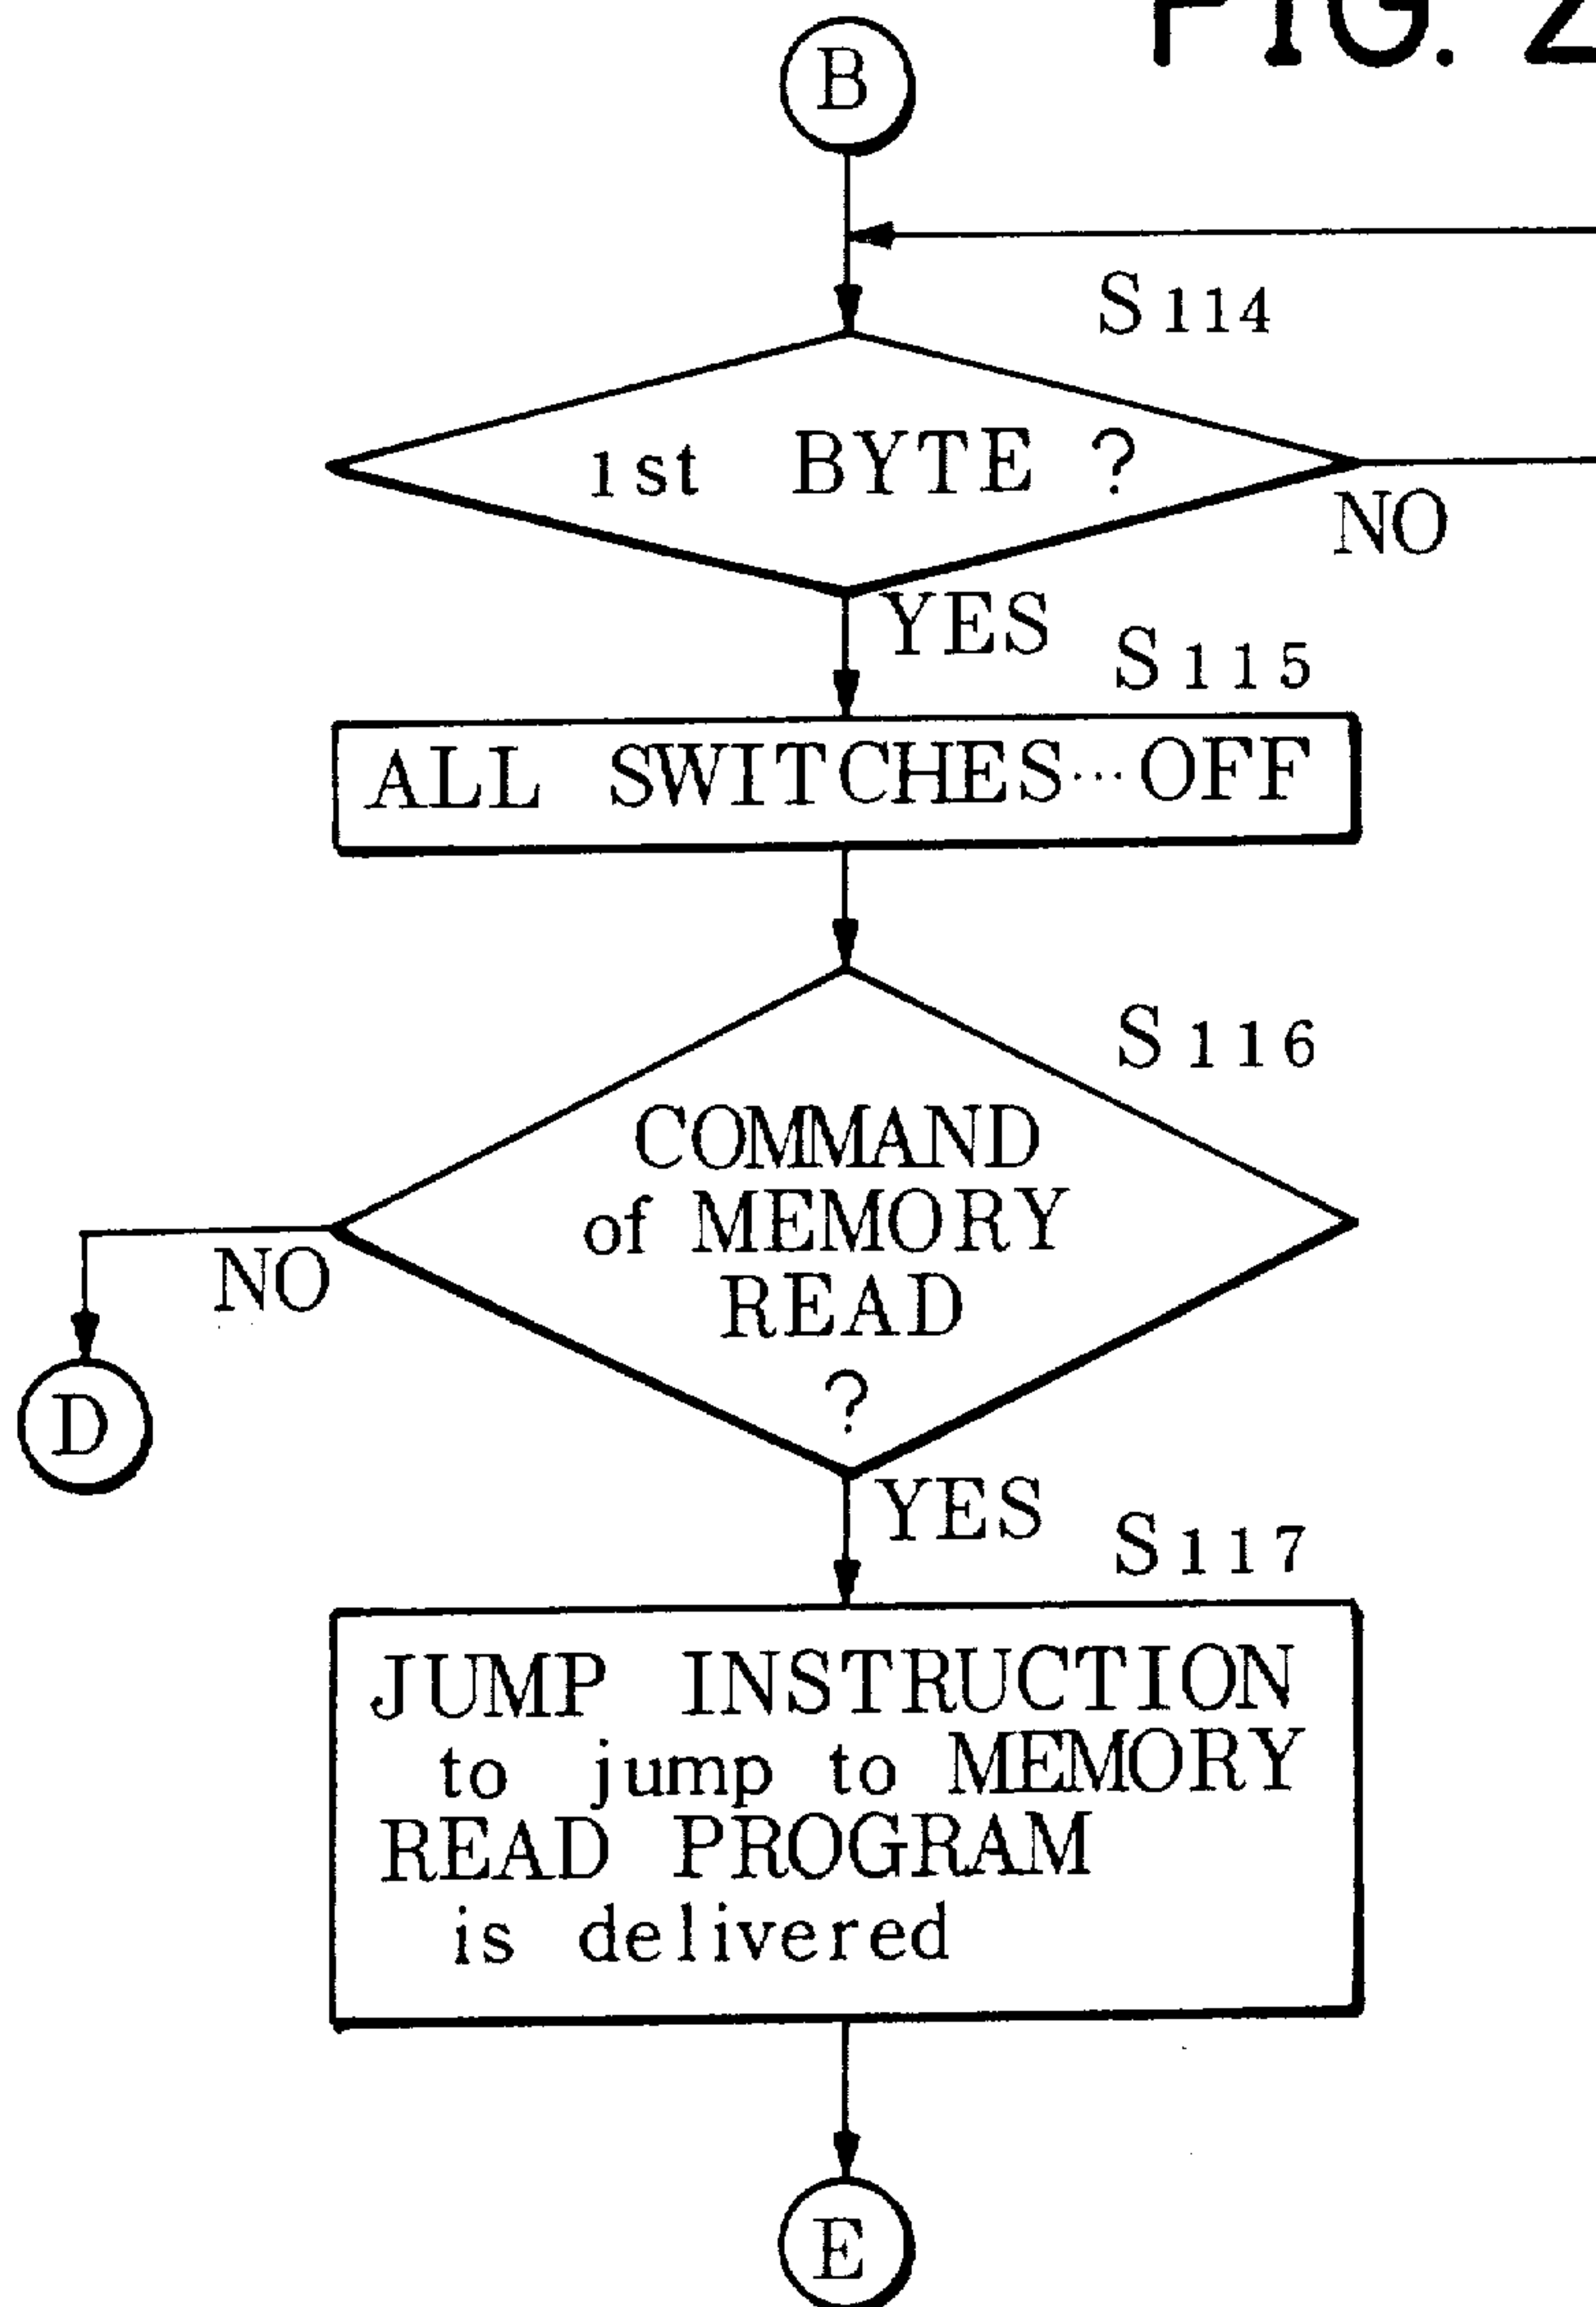 FIG. 2
B
S114
1st BYTE ?
NO
YES
S115
ALL SWITCHES···OFF
S116
COMMAND
of MEMORY
READ
?
NO
D
YES
S117
JUMP INSTRUCTION
to jump to MEMORY
READ PROGRAM
is delivered
E